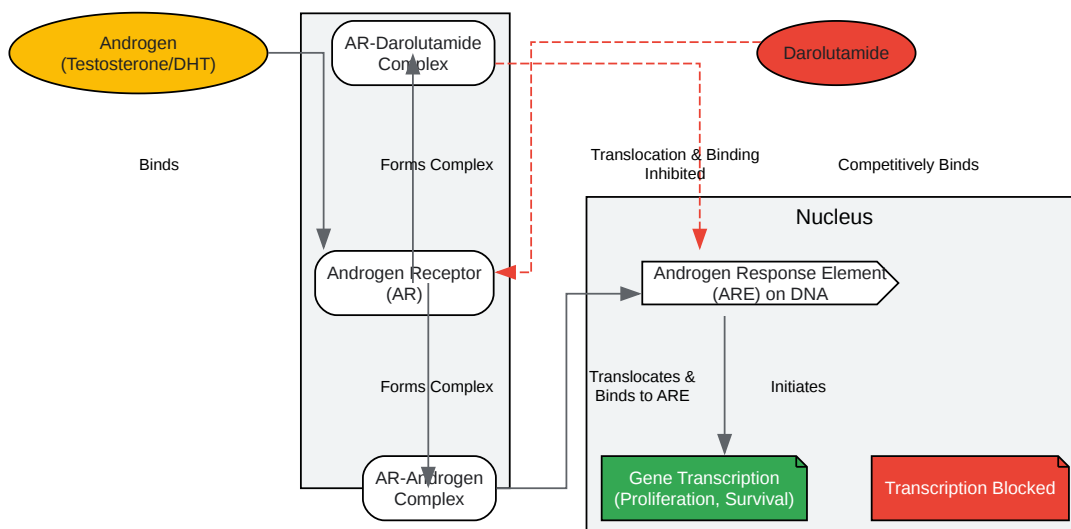 Androgen
(Testosterone/DHT)
AR-Darolutamide
Complex
Darolutamide
Binds
Forms Complex
Translocation & Binding
Inhibited
Competitively Binds
Nucleus
Androgen Receptor
(AR)
Androgen Response Element
(ARE) on DNA
Forms Complex
Translocates &
Binds to ARE
Initiates
AR-Androgen
Complex
Gene Transcription
(Proliferation, Survival)
Transcription Blocked